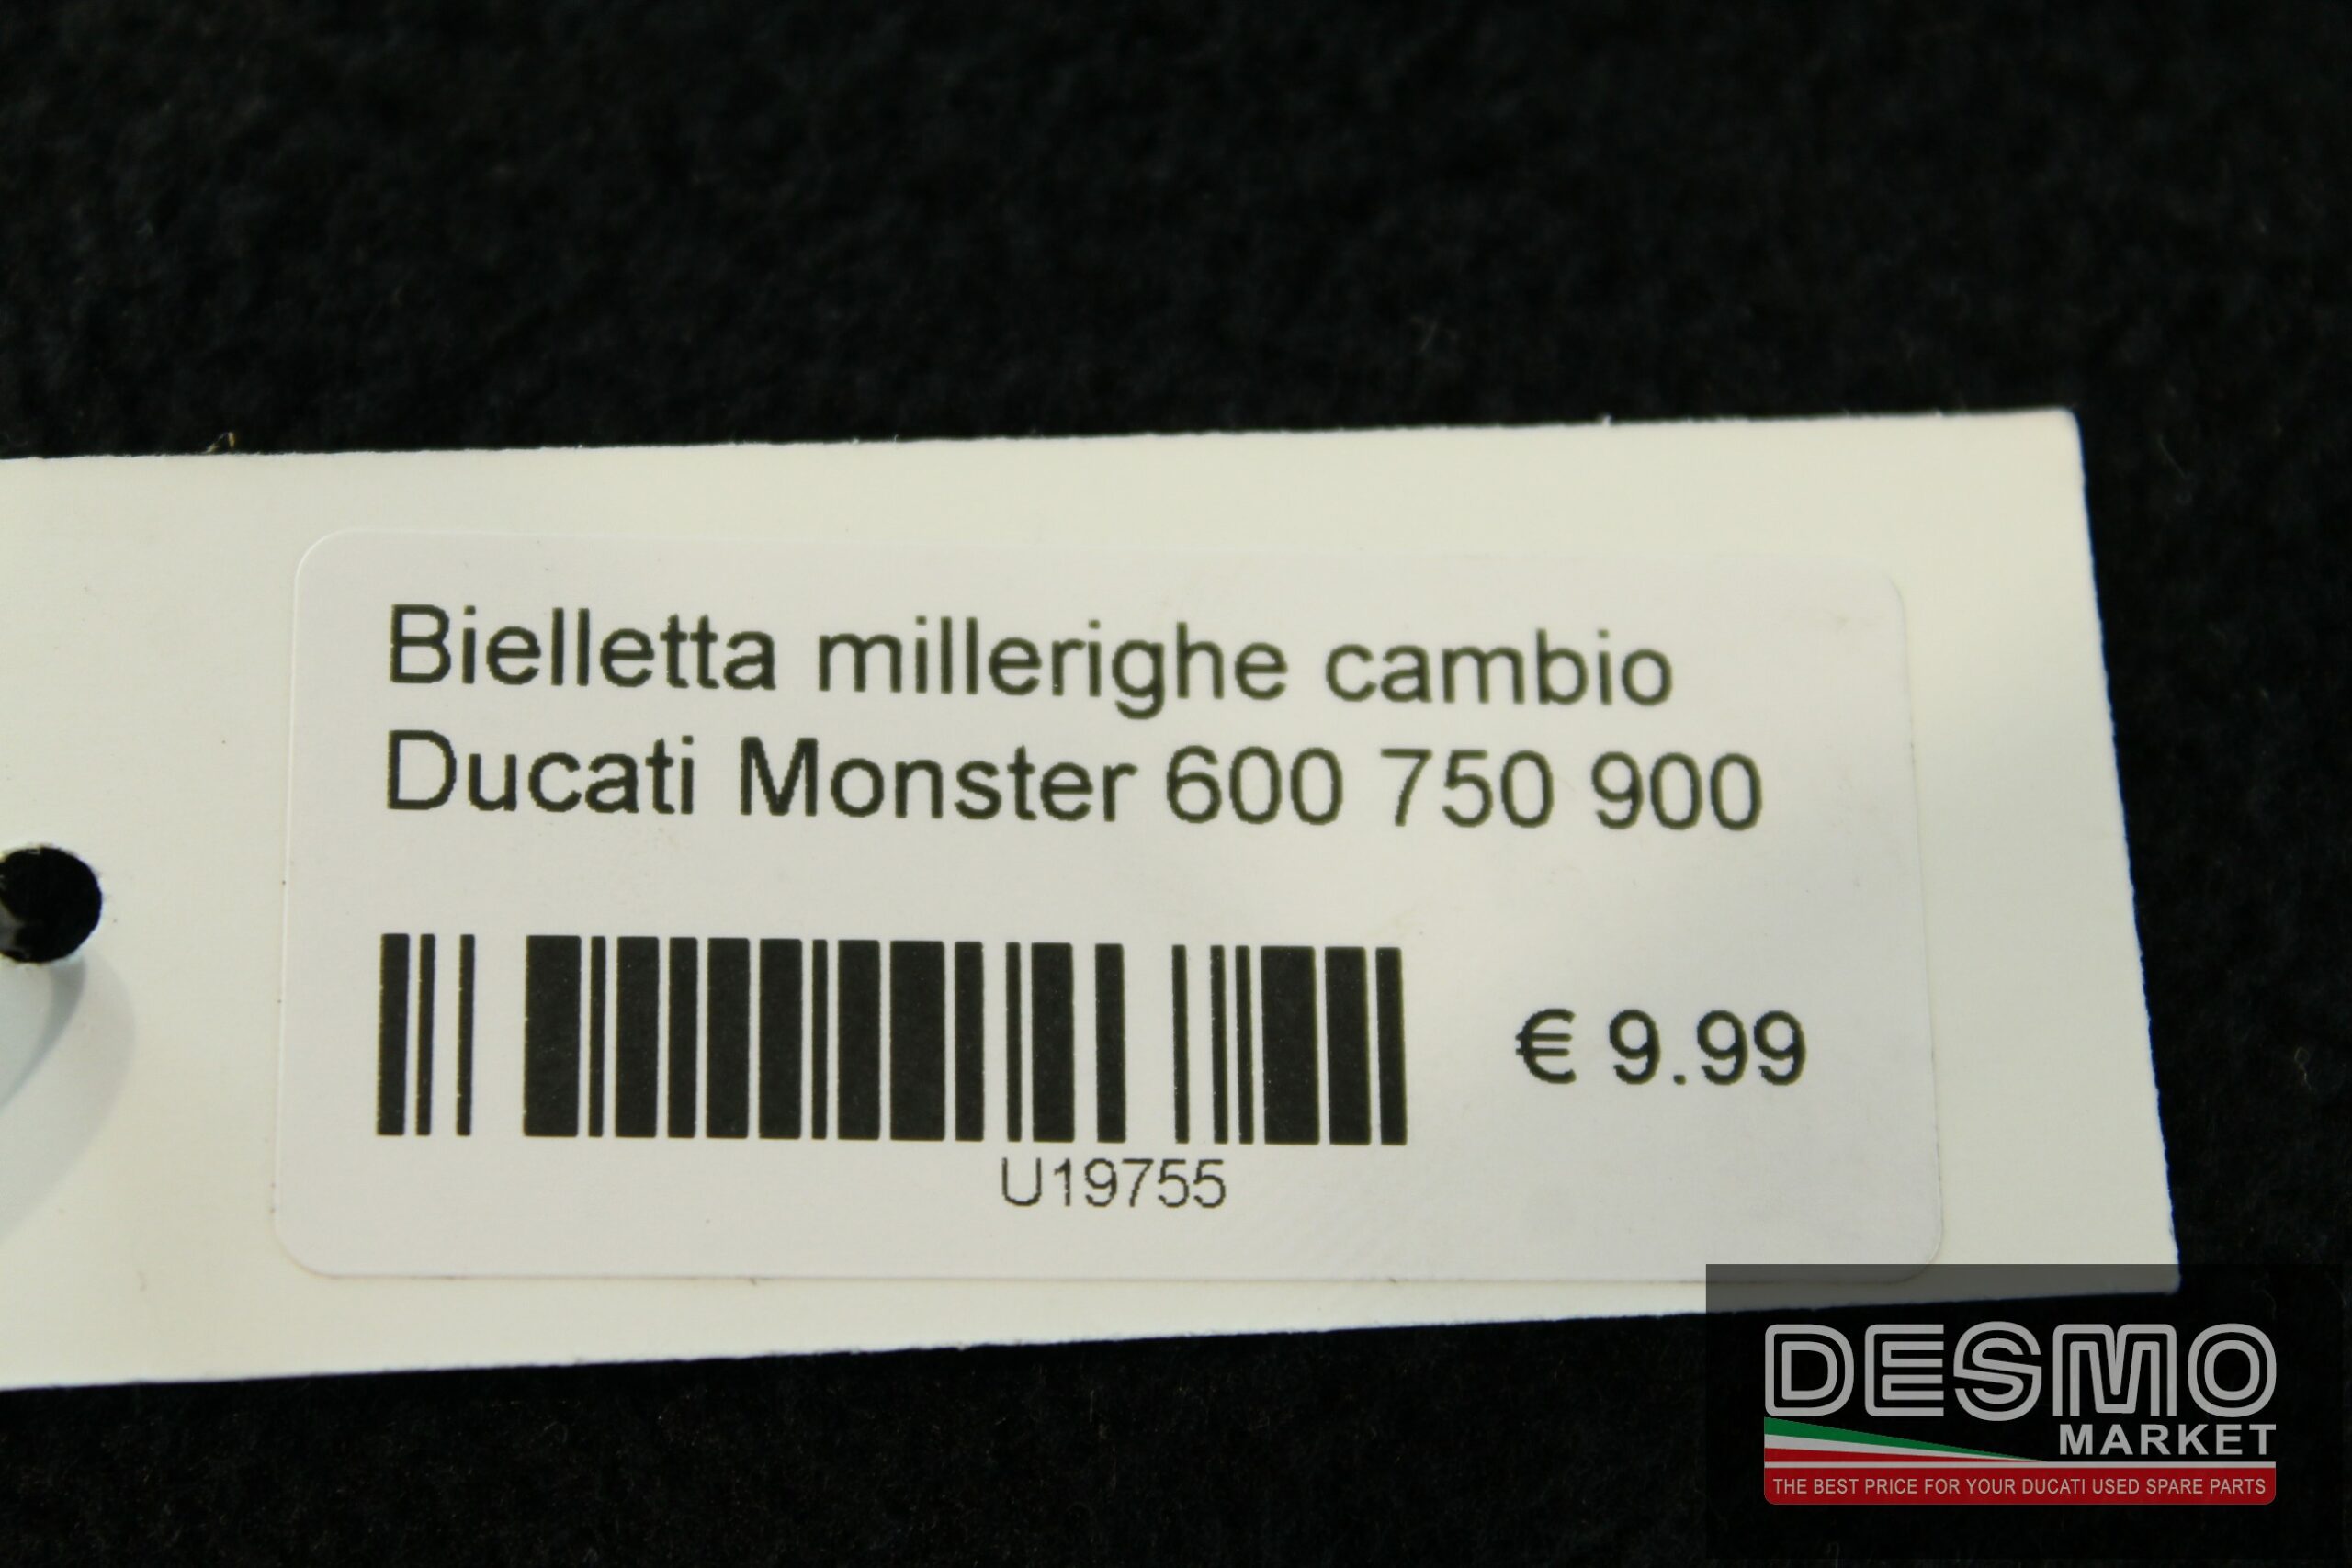 Bielletta millerighe cambio
Ducati Monster 600 750 900
€ 9.99
U19755
DESMO
MARKET
THE BEST PRICE FOR YOUR DUCATI USED SPARE PARTS